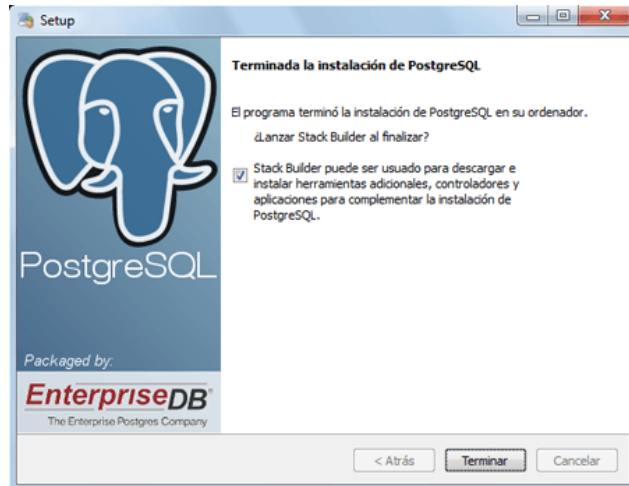 Setup
Terminada la instalación de PostgreSQL
El programa terminó la instalación de PostgreSQL en su ordenador.
¿Lanzar Stack Builder al finalizar?
Stack Builder puede ser usado para descargar e
instalar herramientas adicionales, controladores y
aplicaciones para complementar la instalación de
PostgreSQL.
PostgreSQL
Packaged by:
EnterpriseDB®
The Enterprise Postgres Company
< Atrás
Terminar
Cancelar